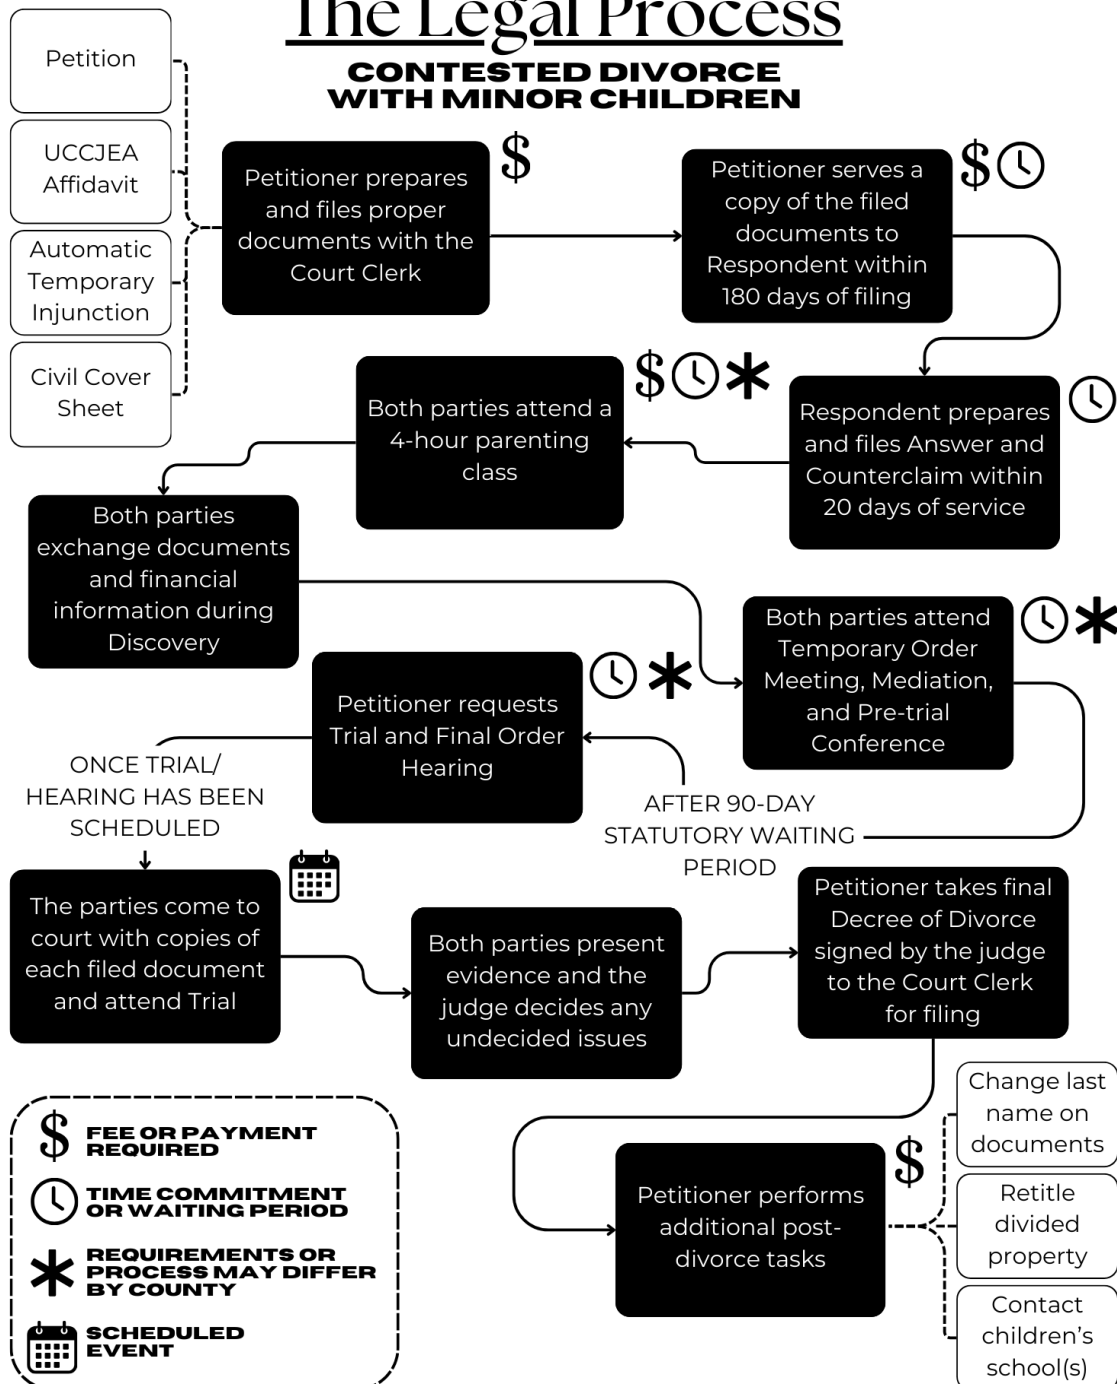 The Legal Process
CONTESTED DIVORCE
WITH MINOR CHILDREN
Petition
UCCJEA
Affidavit
Automatic
Temporary
Injunction
Civil Cover
Sheet
Petitioner prepares
and files proper
documents with the
Court Clerk
$
Petitioner serves a
copy of the filed
documents to
Respondent within
180 days of filing
$
Respondent prepares
and files Answer and
Counterclaim within
20 days of service
Both parties attend a
4-hour parenting
class
$
*
Both parties
exchange documents
and financial
information during
Discovery
Both parties attend
Temporary Order
Meeting, Mediation,
and Pre-trial
Conference
*
AFTER 90-DAY
STATUTORY WAITING
PERIOD
Petitioner requests
Trial and Final Order
Hearing
*
ONCE TRIAL/
HEARING HAS BEEN
SCHEDULED
The parties come to
court with copies of
each filed document
and attend Trial
Both parties present
evidence and the
judge decides any
undecided issues
Petitioner takes final
Decree of Divorce
signed by the judge
to the Court Clerk
for filing
Petitioner performs
additional post-
divorce tasks
$
Change last
name on
documents
Retitle
divided
property
Contact
children's
school(s)
$ FEE OR PAYMENT
REQUIRED
TIME COMMITMENT
OR WAITING PERIOD
* REQUIREMENTS OR
PROCESS MAY DIFFER
BY COUNTY
SCHEDULED
EVENT